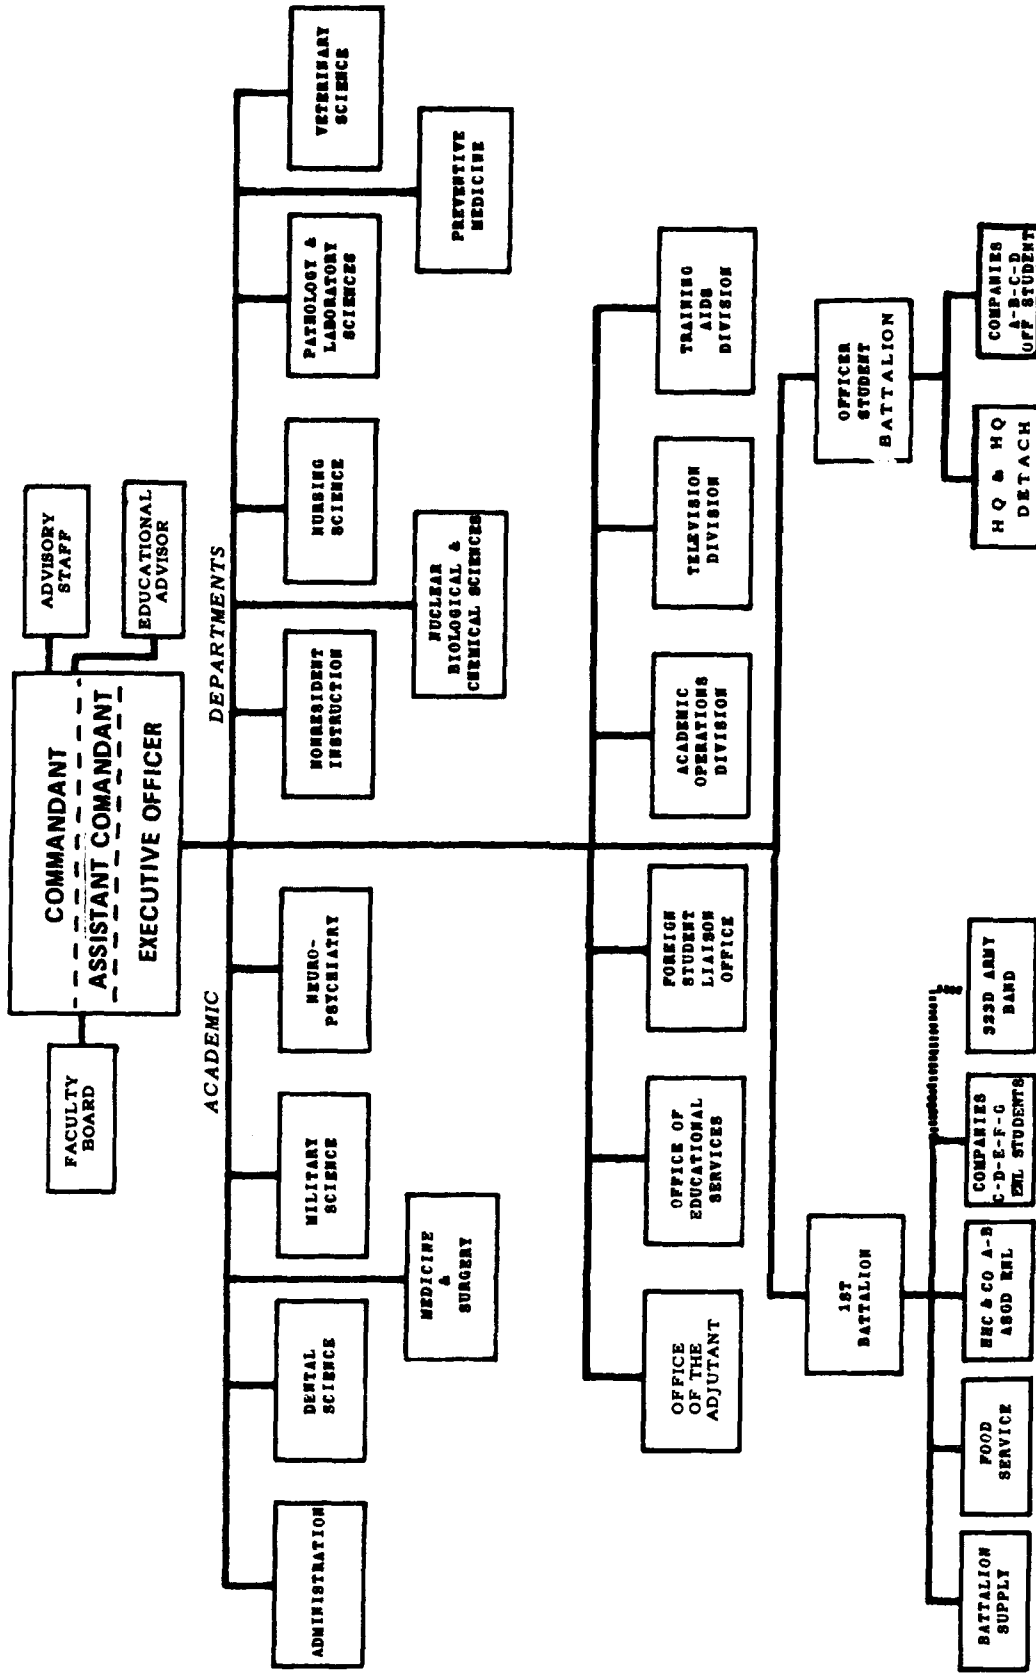 COMMANDANT
ASSISTANT COMANDANT
EXECUTIVE OFFICER
FACULTY
BOARD
ADVISORY
STAFF
EDUCATIONAL
ADVISOR
ACADEMIC
DEPARTMENTS
ADMINISTRATION
DENTAL
SCIENCE
MEDICINE
&
SURGERY
MILITARY
SCIENCE
NEURO-
PSYCHIATRY
NONRESIDENT
INSTRUCTION
NUCLEAR
BIOLOGICAL &
CHEMICAL SCIENCES
NURSING
SCIENCE
PATHOLOGY &
LABORATORY
SCIENCES
PREVENTIVE
MEDICINE
VETERINARY
SCIENCE
OFFICE
OF THE
ADJUTANT
OFFICE OF
EDUCATIONAL
SERVICES
FOREIGN
STUDENT
LIAISON
OFFICE
ACADEMIC
OPERATIONS
DIVISION
TELEVISION
DIVISION
TRAINING
AIDS
DIVISION
1ST
BATTALION
OFFICER
STUDENT
BATTALION
BATTALION
SUPPLY
FOOD
SERVICE
HHC & CO A-B
ASGD ENL
COMPANIES
C-D-E-F-G
ENL STUDENTS
323D ARMY
BAND
HQ & HQ
DETACH
COMPANIES
A-B-C-D
OFF STUDENT